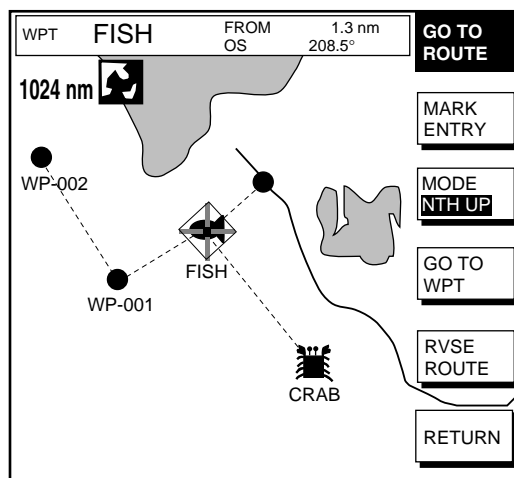 WPT FISH FROM 1.3 nm
OS 208.5°
1024 nm
WP-002
WP-001
FISH
CRAB
GO TO
ROUTE
MARK
ENTRY
MODE
NTH UP
GO TO
WPT
RVSE
ROUTE
RETURN